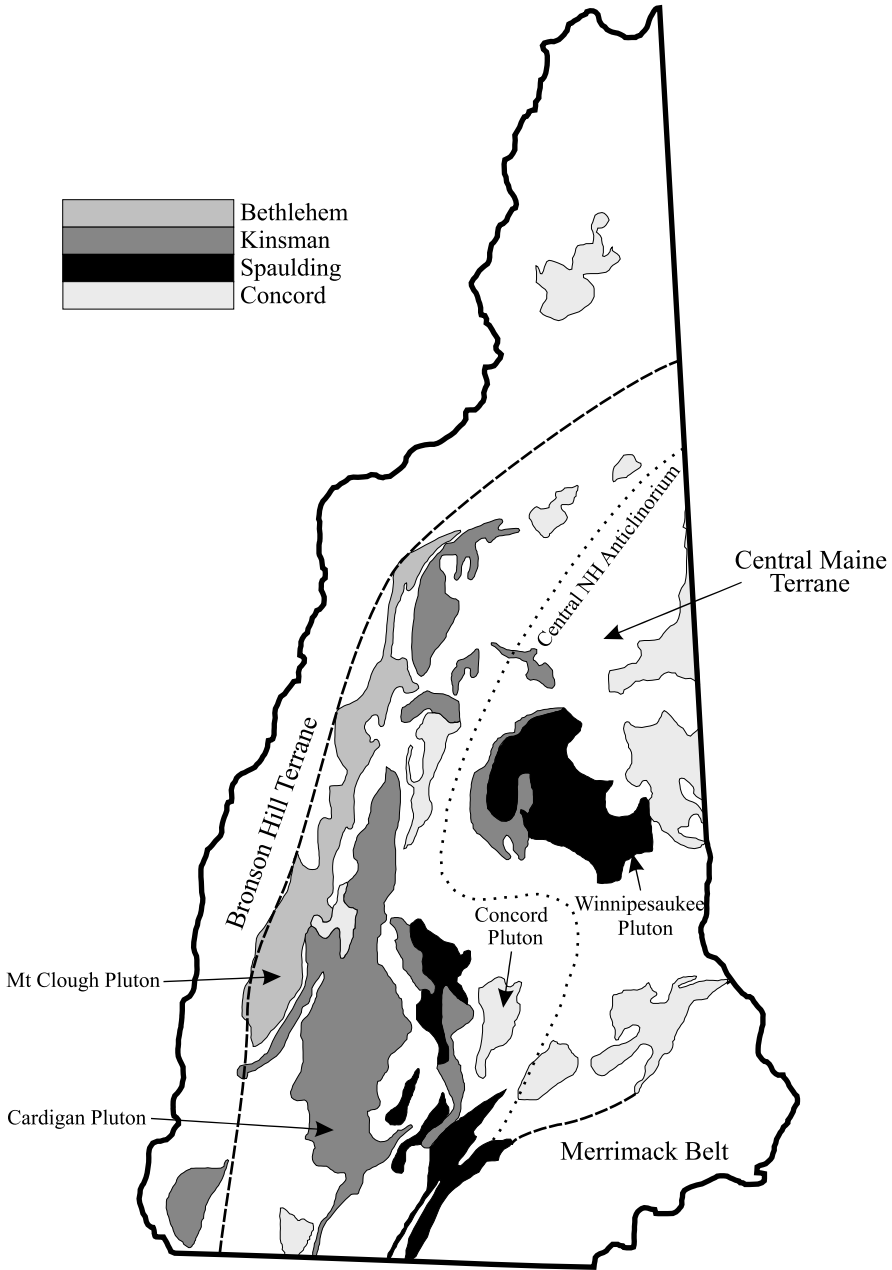 Bethlehem
Kinsman
Spaulding
Concord
Central NH Anticlinorium
Central Maine
Terrane
Bronson Hill Terrane
Winnipesaukee
Pluton
Concord
Pluton
Mt Clough Pluton
Cardigan Pluton
Merrimack Belt